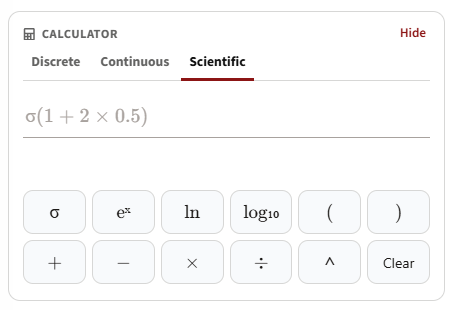 CALCULATOR Hide
Discrete Continuous Scientific
σ(1 + 2 × 0.5)
σ eˣ ln log₁₀ ( )
+ − × ÷ ^ Clear